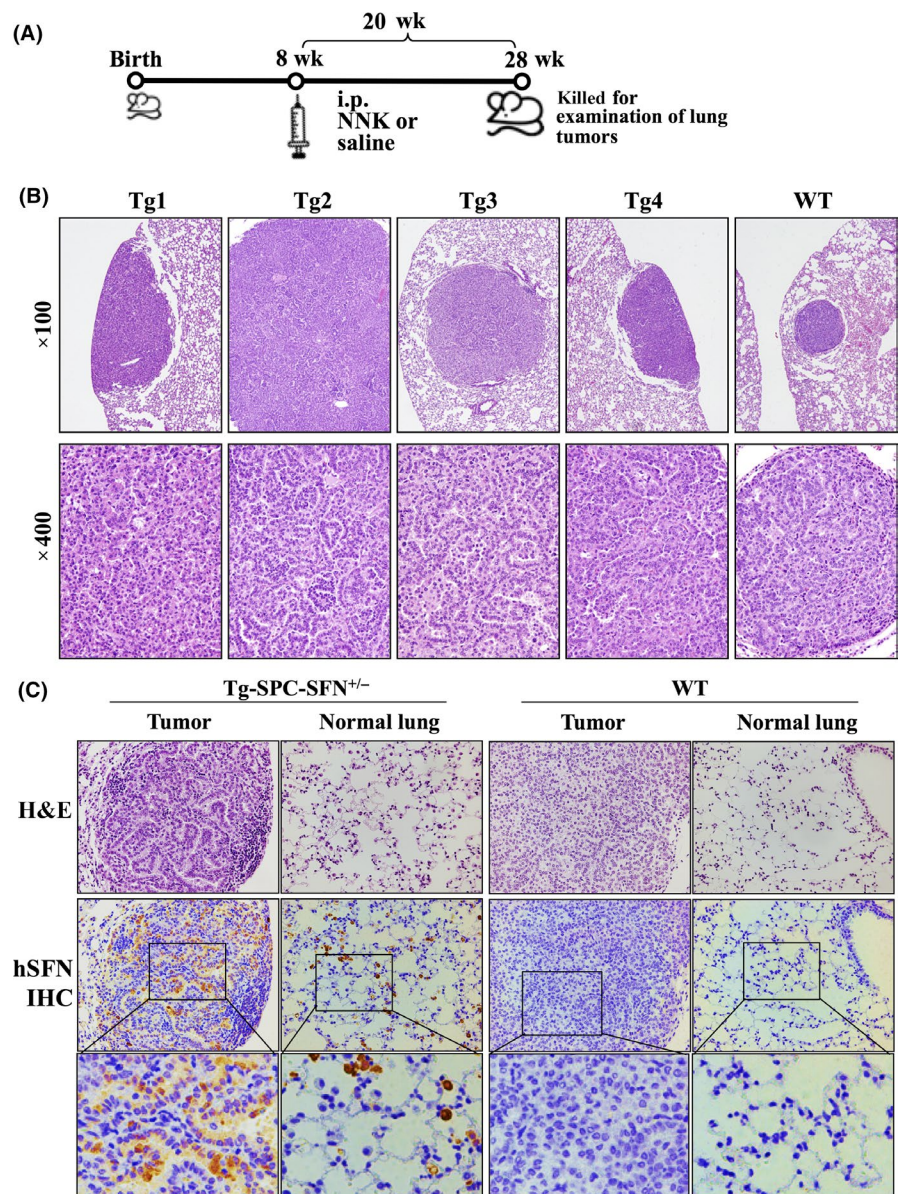 (A)
20 wk
Birth
8 wk
28 wk
i.p.
NNK or
saline
Killed for
examination of lung
tumors
(B)
Tg1
Tg2
Tg3
Tg4
WT
×100
×400
(C)
Tg-SPC-SFN+/–
WT
Tumor
Normal lung
Tumor
Normal lung
H&E
hSFN
IHC